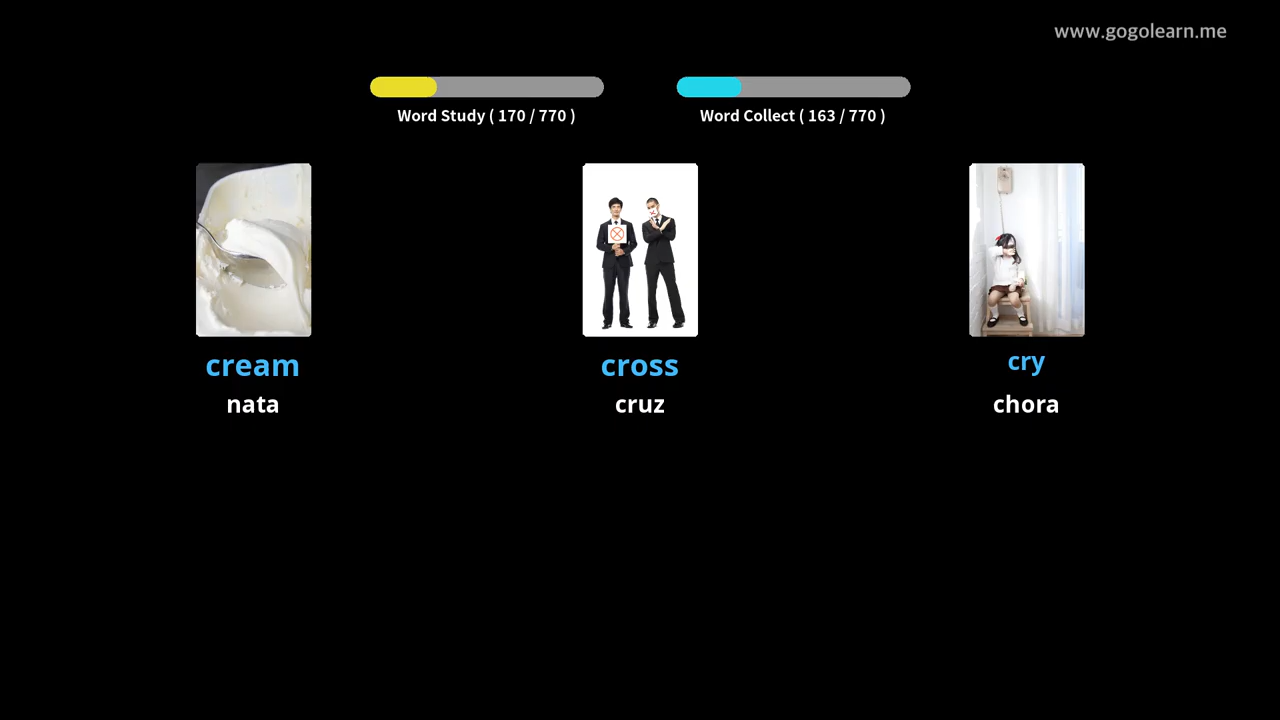 www.gogolearn.me
Word Study ( 170 / 770 )
Word Collect ( 163 / 770 )
cream
cross
cry
nata
cruz
chora